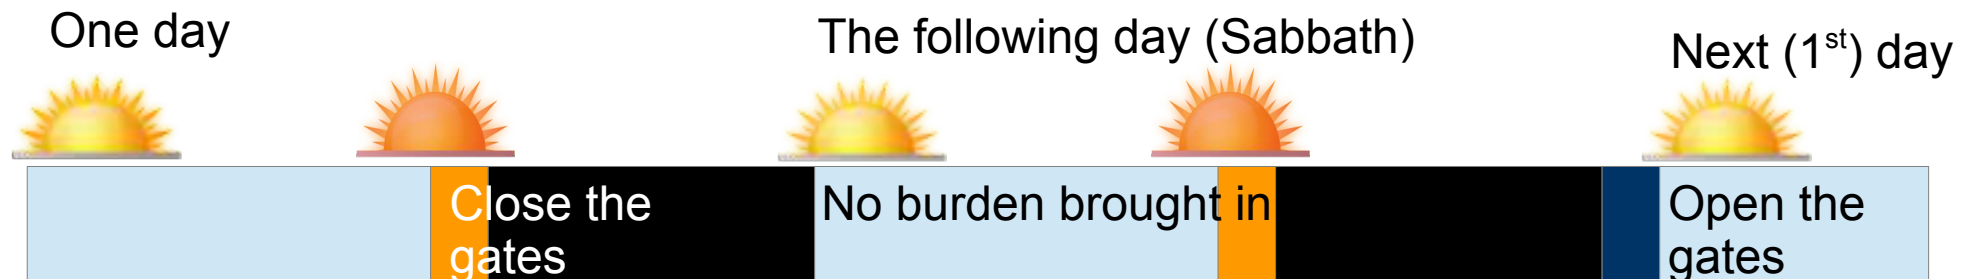 One day
The following day (Sabbath)
Next (1st) day
Close the
gates
No burden brought in
Open the
gates